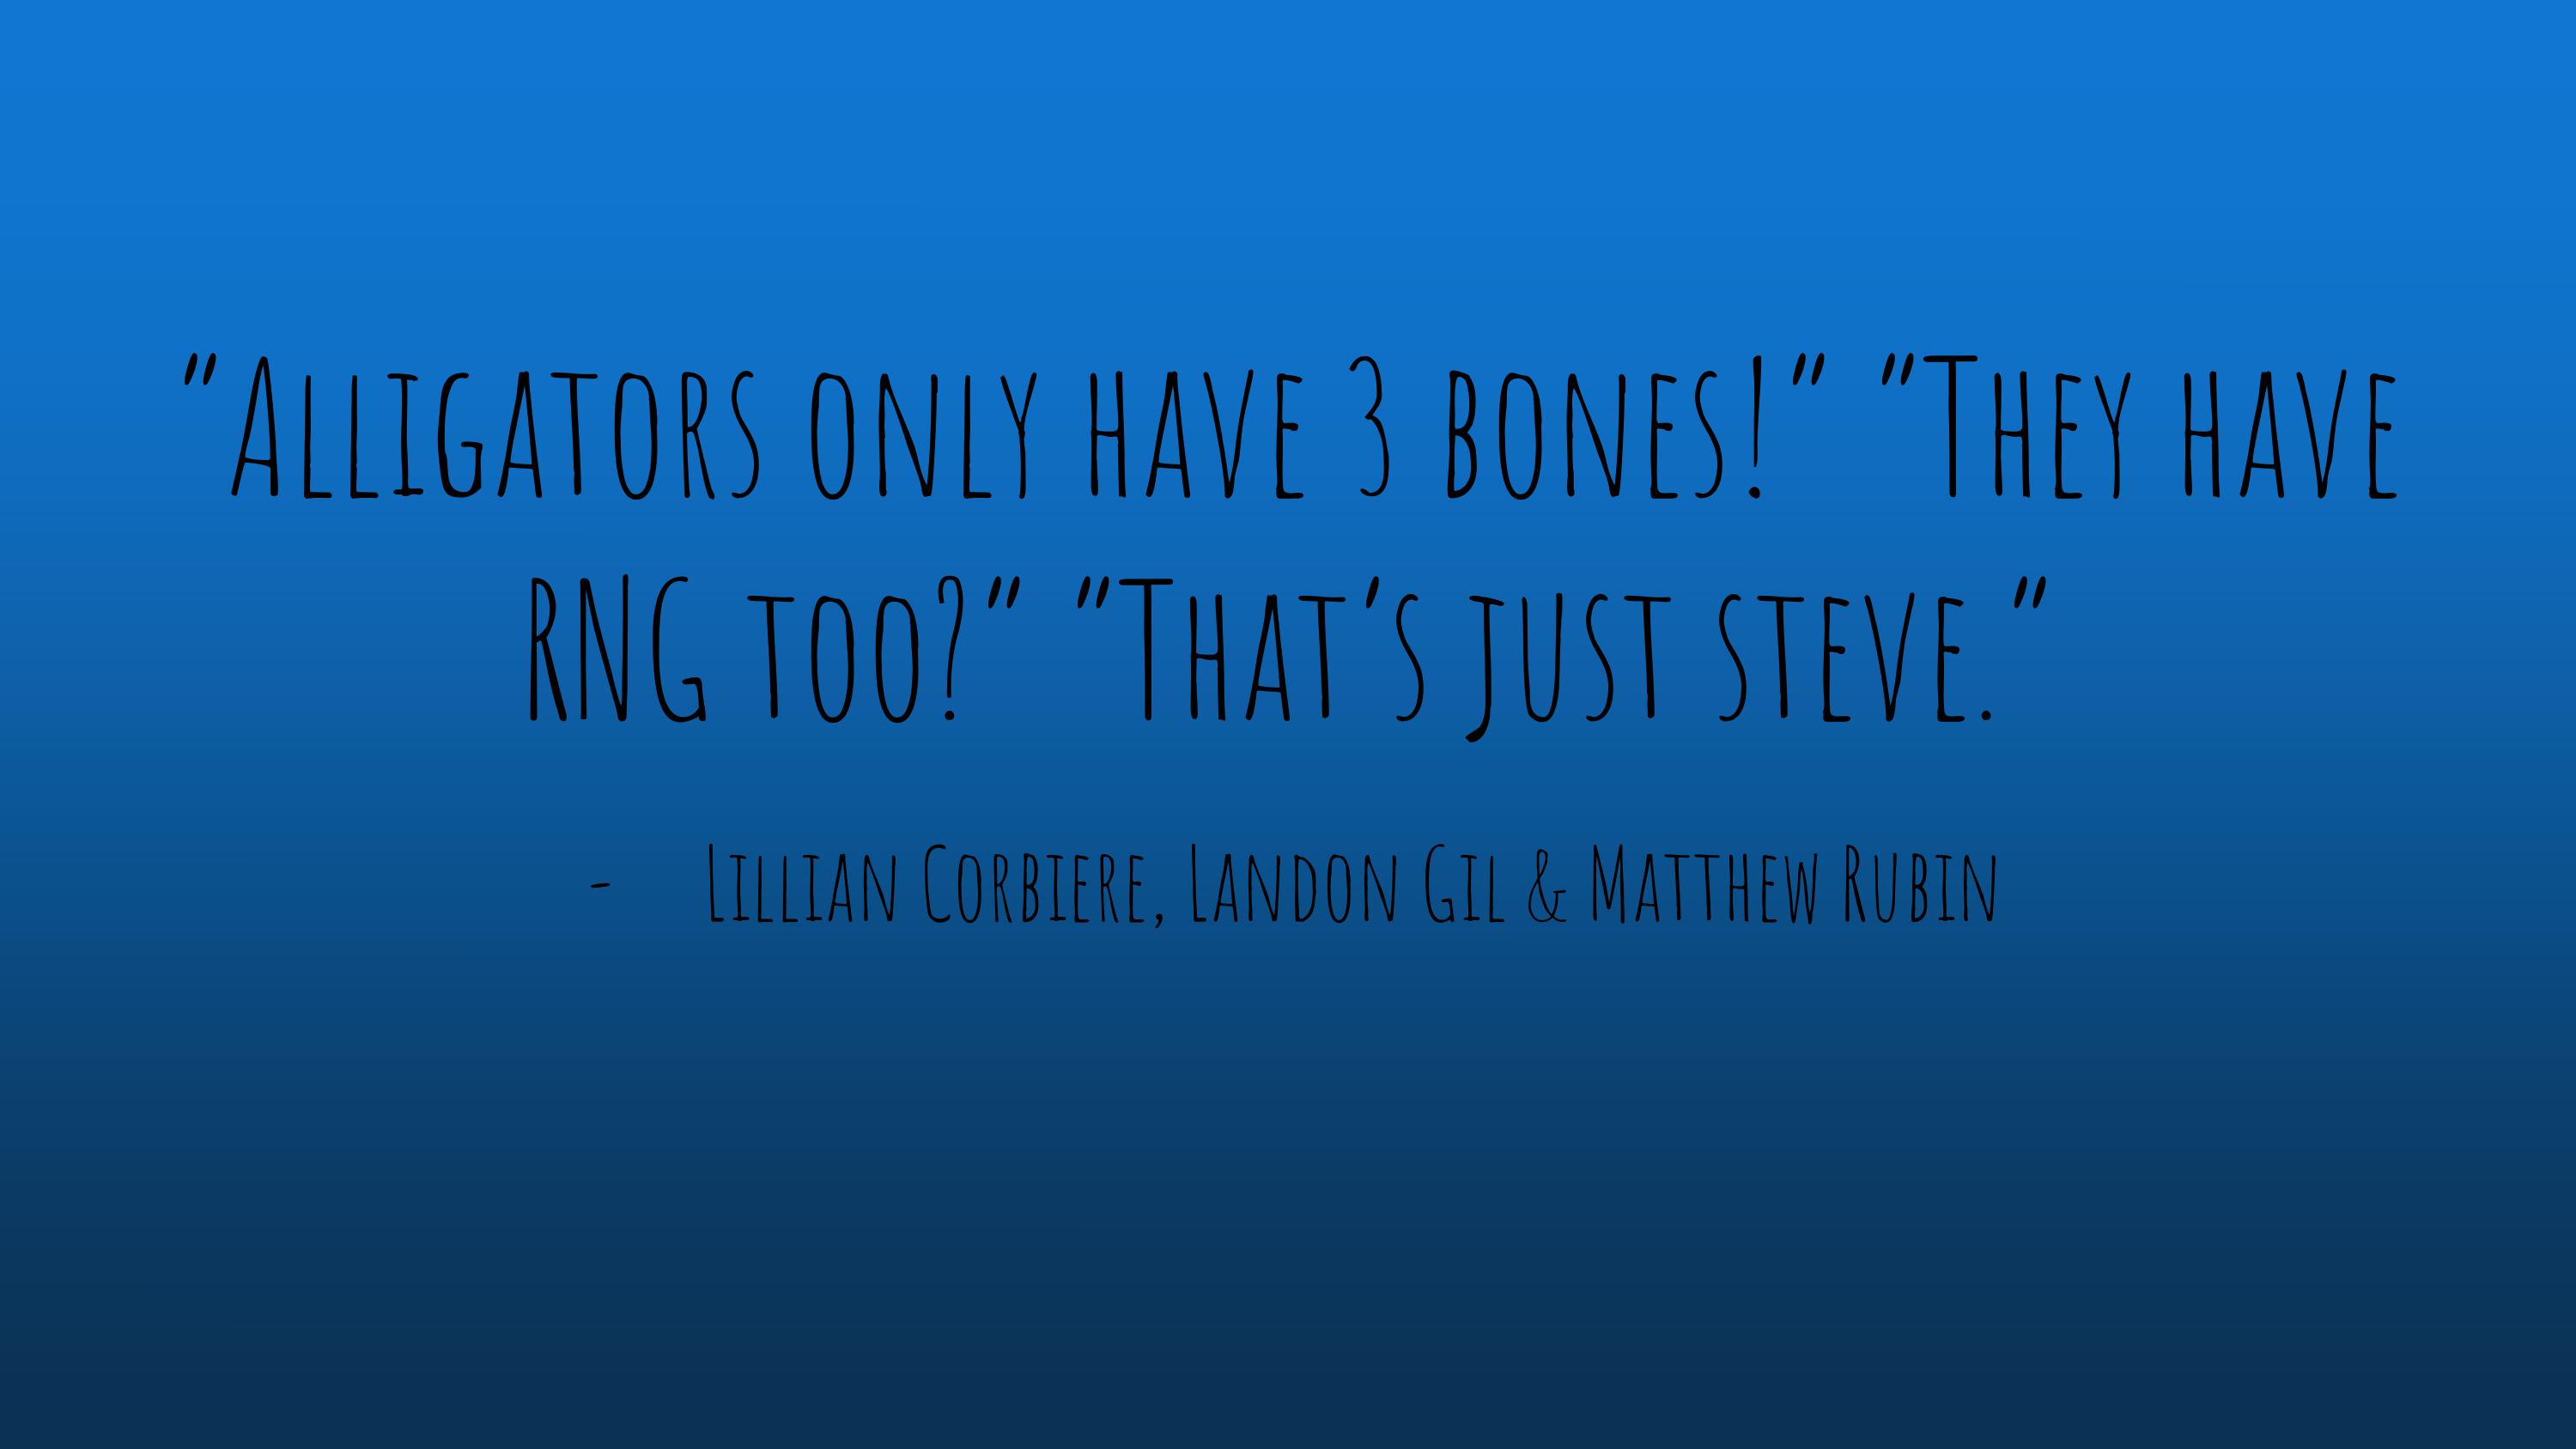 "Alligators only have 3 bones!" "They have
RNG too?" "That's just steve."
- Lillian Corbiere, Landon Gil & Matthew Rubin